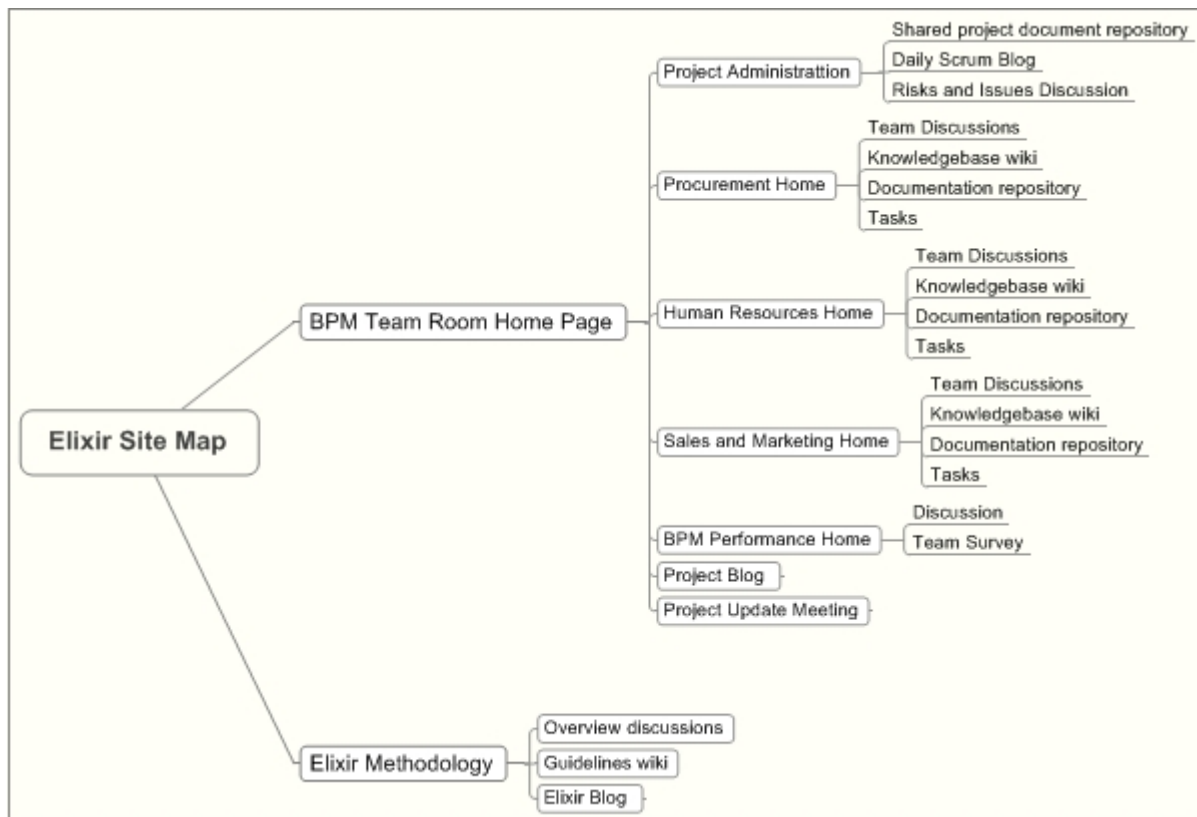 Elixir Site Map
BPM Team Room Home Page
Project Administrattion
Shared project document repository
Daily Scrum Blog
Risks and Issues Discussion
Procurement Home
Team Discussions
Knowledgebase wiki
Documentation repository
Tasks
Human Resources Home
Team Discussions
Knowledgebase wiki
Documentation repository
Tasks
Sales and Marketing Home
Team Discussions
Knowledgebase wiki
Documentation repository
Tasks
BPM Performance Home
Discussion
Team Survey
Project Blog
Project Update Meeting
Elixir Methodology
Overview discussions
Guidelines wiki
Elixir Blog